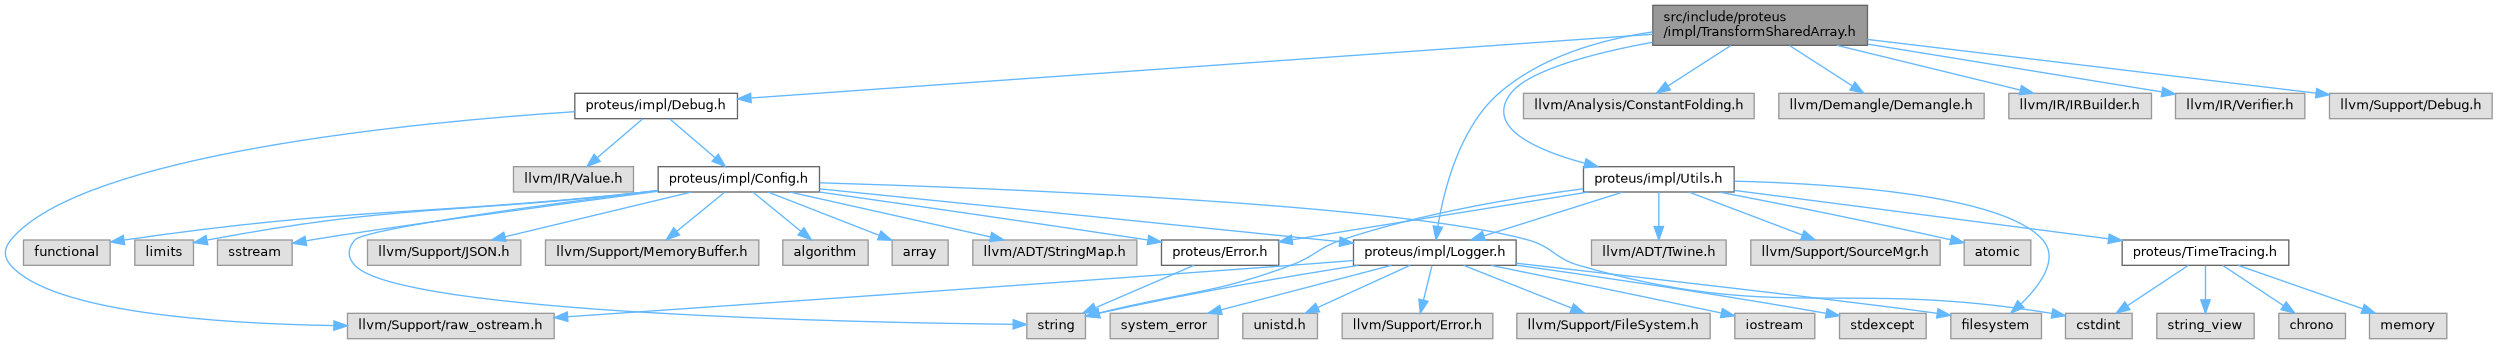 src/include/proteus
/impl/TransformSharedArray.h
proteus/impl/Debug.h
llvm/Analysis/ConstantFolding.h
llvm/Demangle/Demangle.h
llvm/IR/IRBuilder.h
llvm/IR/Verifier.h
llvm/Support/Debug.h
llvm/IR/Value.h
proteus/impl/Config.h
proteus/impl/Utils.h
functional
limits
sstream
llvm/Support/JSON.h
llvm/Support/MemoryBuffer.h
algorithm
array
llvm/ADT/StringMap.h
proteus/Error.h
proteus/impl/Logger.h
llvm/ADT/Twine.h
llvm/Support/SourceMgr.h
atomic
proteus/TimeTracing.h
llvm/Support/raw_ostream.h
string
system_error
unistd.h
llvm/Support/Error.h
llvm/Support/FileSystem.h
iostream
stdexcept
filesystem
cstdint
string_view
chrono
memory